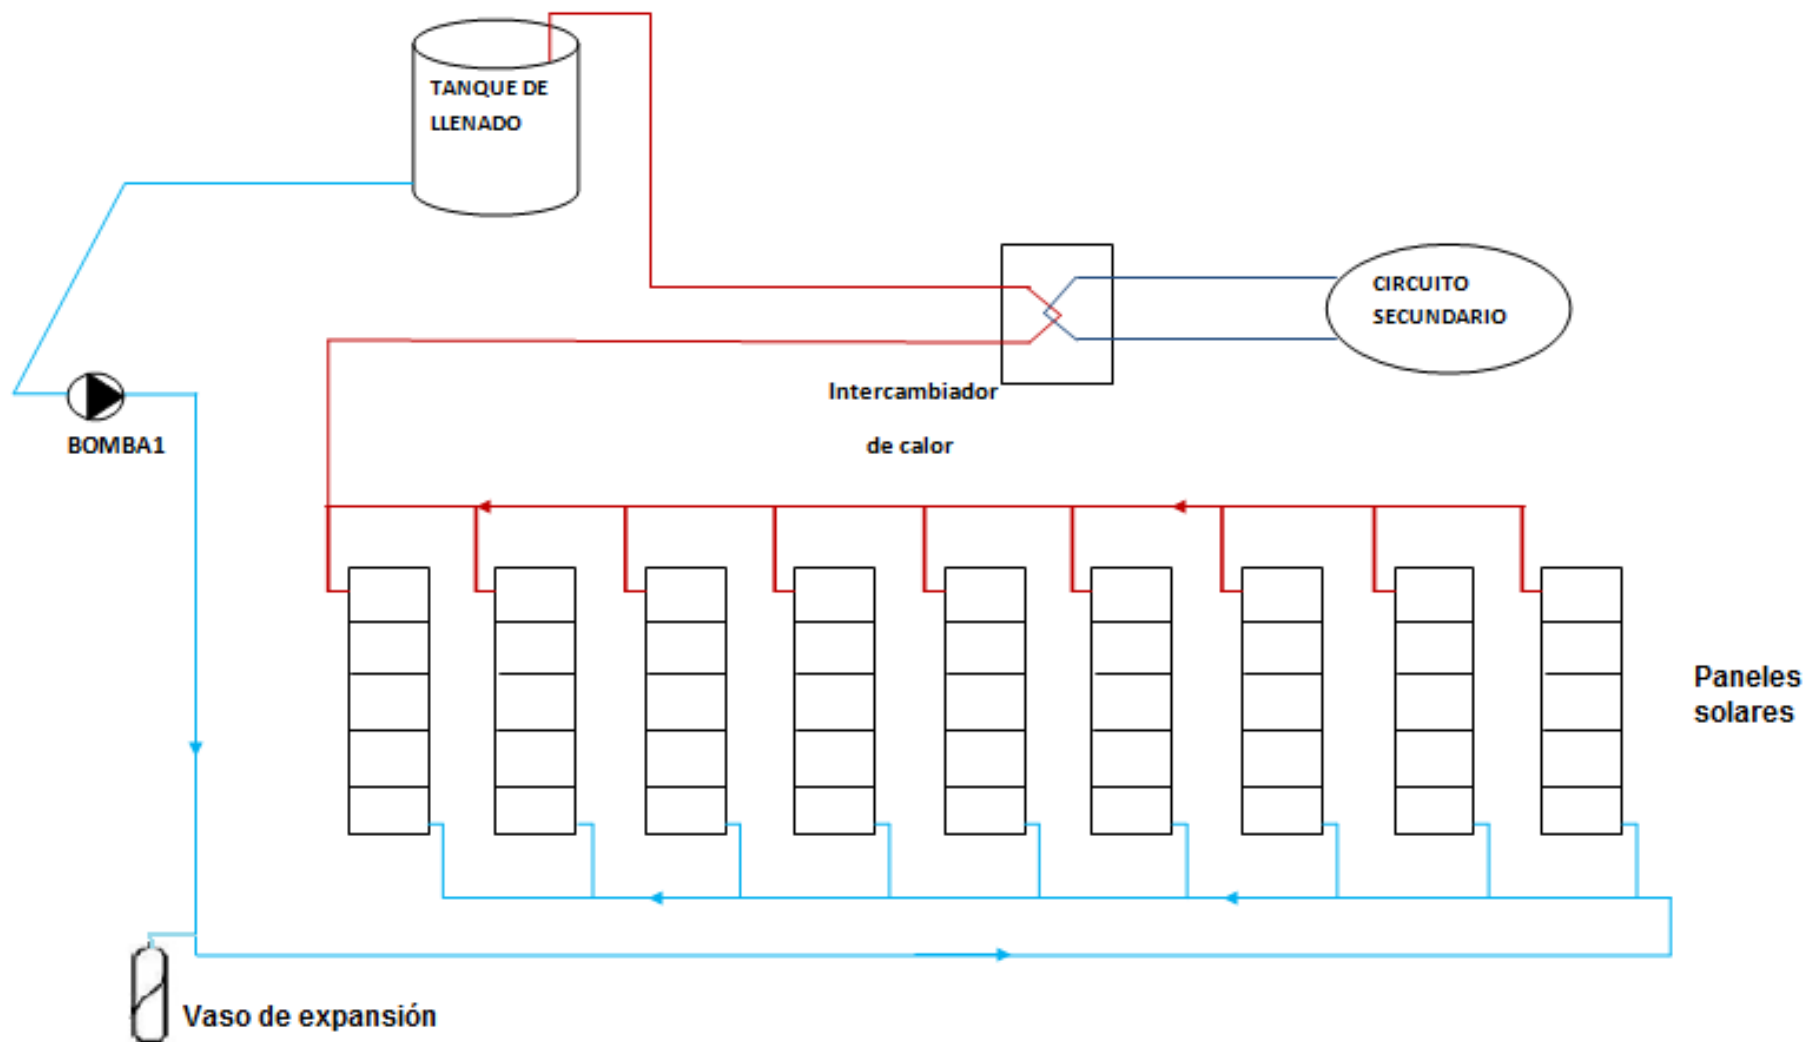 TANQUE DE
LLENADO
CIRCUITO
SECUNDARIO
Intercambiador
de calor
BOMBA1
Paneles
solares
Vaso de expansión